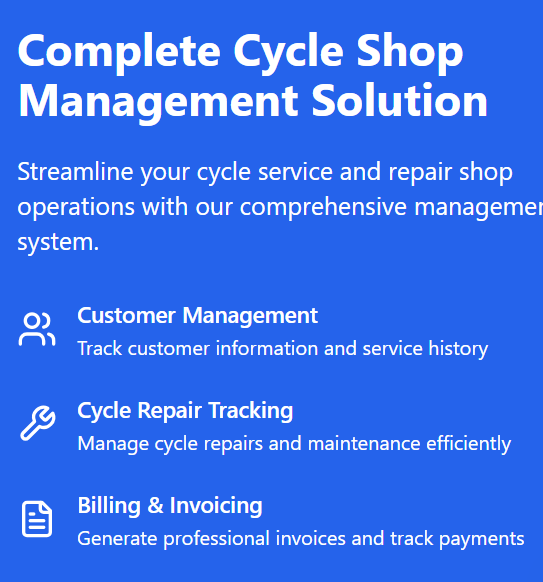 Complete Cycle Shop
Management Solution
Streamline your cycle service and repair shop
operations with our comprehensive managemen
system.
Customer Management
Track customer information and service history
Cycle Repair Tracking
Manage cycle repairs and maintenance efficiently
Billing & Invoicing
Generate professional invoices and track payments